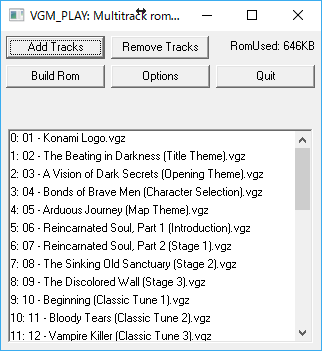 VGM_PLAY: Multitrack rom...
Add Tracks Remove Tracks RomUsed: 646KB
Build Rom Options Quit
0: 01 - Konami Logo.vgz
1: 02 - The Beating in Darkness (Title Theme).vgz
2: 03 - A Vision of Dark Secrets (Opening Theme).vgz
3: 04 - Bonds of Brave Men (Character Selection).vgz
4: 05 - Arduous Journey (Map Theme).vgz
5: 06 - Reincarnated Soul, Part 1 (Introduction).vgz
6: 07 - Reincarnated Soul, Part 2 (Stage 1).vgz
7: 08 - The Sinking Old Sanctuary (Stage 2).vgz
8: 09 - The Discolored Wall (Stage 3).vgz
9: 10 - Beginning (Classic Tune 1).vgz
10: 11 - Bloody Tears (Classic Tune 2).vgz
11: 12 - Vampire Killer (Classic Tune 3).vgz